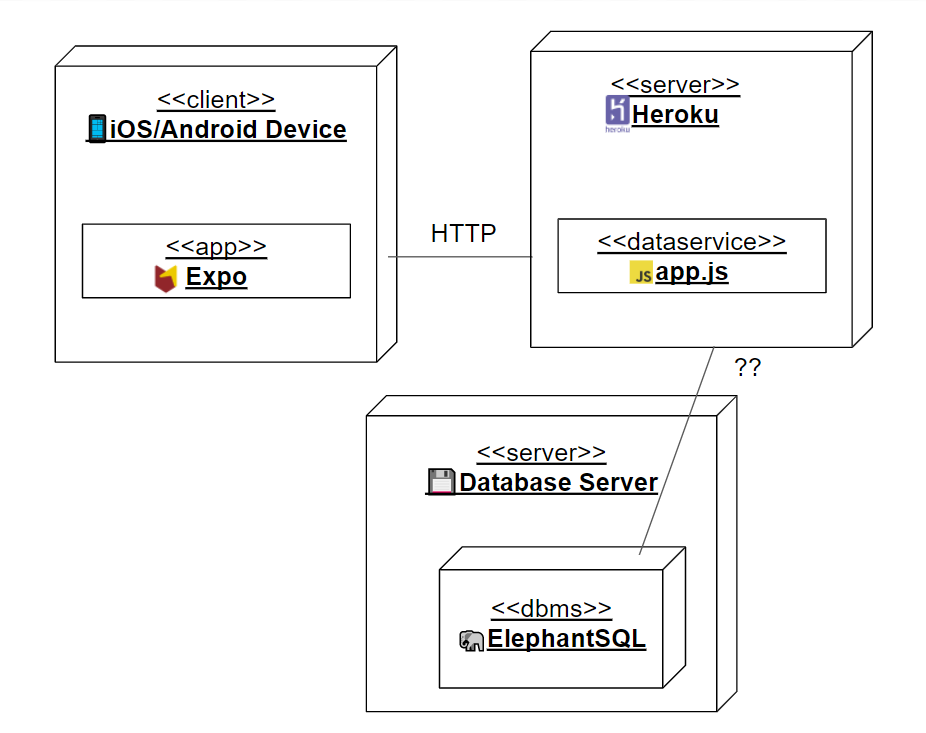 <<client>>
iOS/Android Device
<<app>>
Expo
HTTP
<<server>>
heroku
Heroku
<<dataservice>>
JS
app.js
??
<<server>>
Database Server
<<dbms>>
ElephantSQL